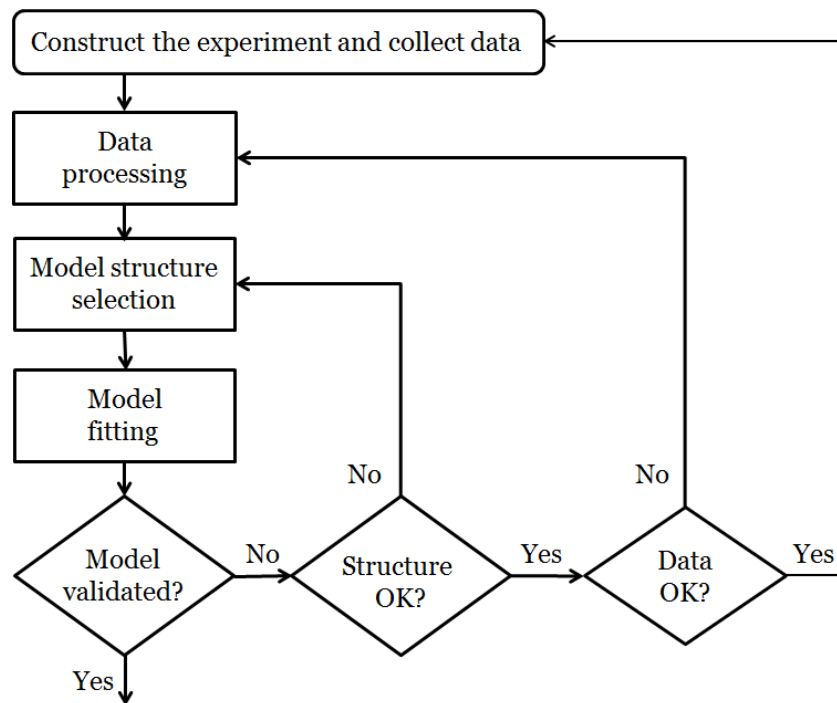 Construct the experiment and collect data
Data
processing
Model structure
selection
Model
fitting
No
No
Model
validated?
No
Structure
OK?
Yes
Data
OK?
Yes
Yes